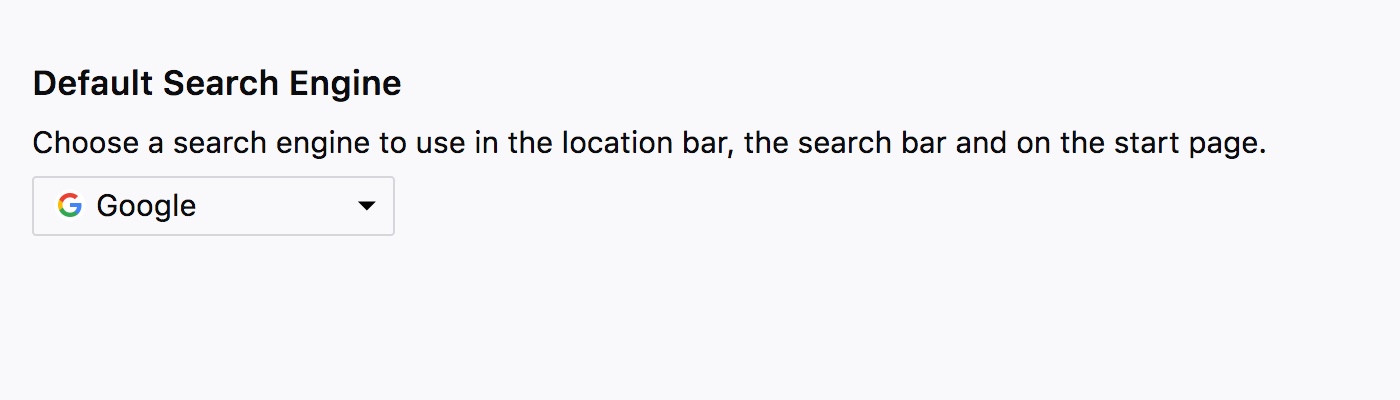 Default Search Engine
Choose a search engine to use in the location bar, the search bar and on the start page.
Google